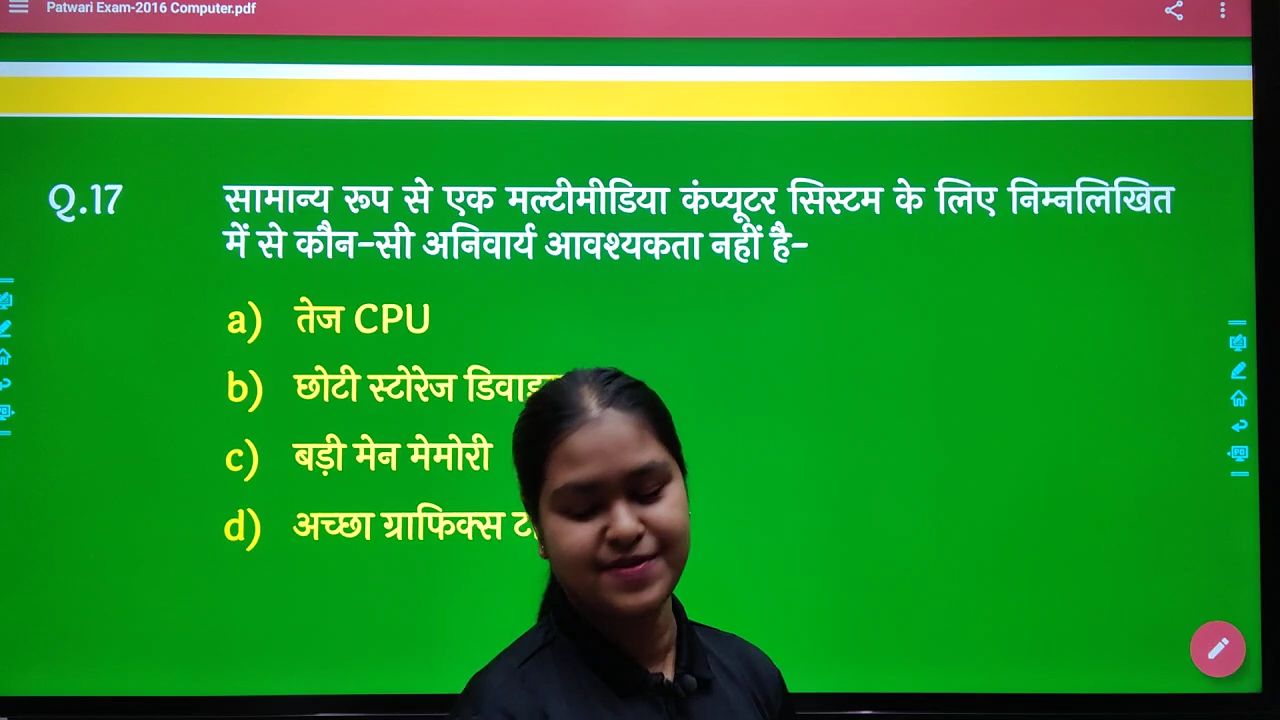 Patwari Exam-2016 Computer.pdf
Q.17 सामान्य रूप से एक मल्टीमीडिया कंप्यूटर सिस्टम के लिए निम्नलिखित
में से कौन-सी अनिवार्य आवश्यकता नहीं है-
a) तेज CPU
b) छोटी स्टोरेज
c) बड़ी मेन मेमोरी
d) अच्छा ग्राफिक्स